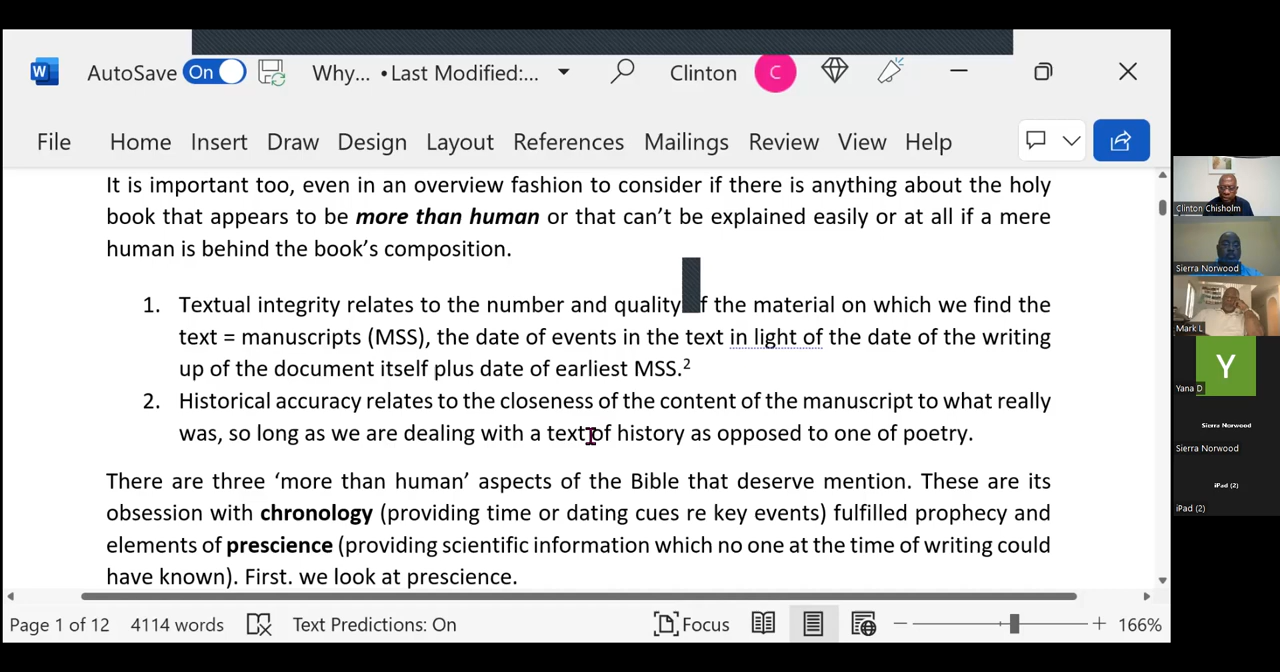 W
AutoSave On Why... • Last Modified:... Clinton C
File Home Insert Draw Design Layout References Mailings Review View Help
It is important too, even in an overview fashion to consider if there is anything about the holy
book that appears to be more than human or that can't be explained easily or at all if a mere
human is behind the book's composition.
1. Textual integrity relates to the number and quality of the material on which we find the
text = manuscripts (MSS), the date of events in the text in light of the date of the writing
up of the document itself plus date of earliest MSS.²
2. Historical accuracy relates to the closeness of the content of the manuscript to what really
was, so long as we are dealing with a text of history as opposed to one of poetry.
There are three 'more than human' aspects of the Bible that deserve mention. These are its
obsession with chronology (providing time or dating cues re key events) fulfilled prophecy and
elements of prescience (providing scientific information which no one at the time of writing could
have known). First. we look at prescience.
Page 1 of 12 4114 words Text Predictions: On Focus 166%
Clinton Chisholm
Sierra Norwood
Mark L
Y
Yana D
Sierra Norwood
Sierra Norwood
iPad (2)
iPad (2)